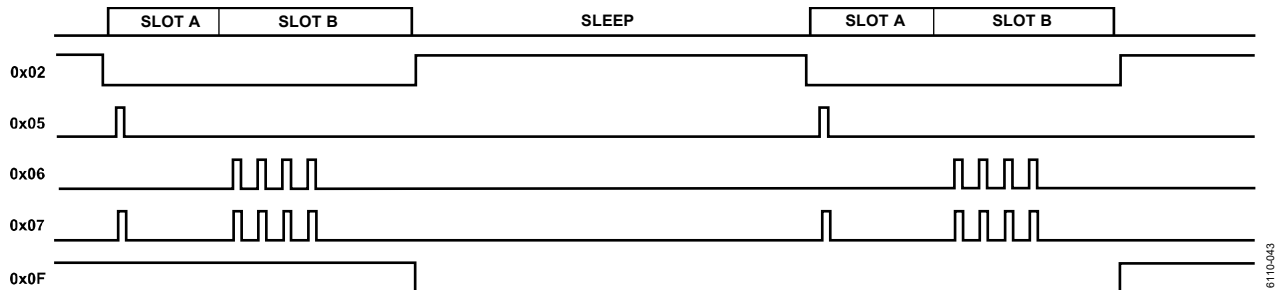 SLOT A SLOT B SLEEP SLOT A SLOT B
0x02
0x05
0x06
0x07
0x0F
6110-043